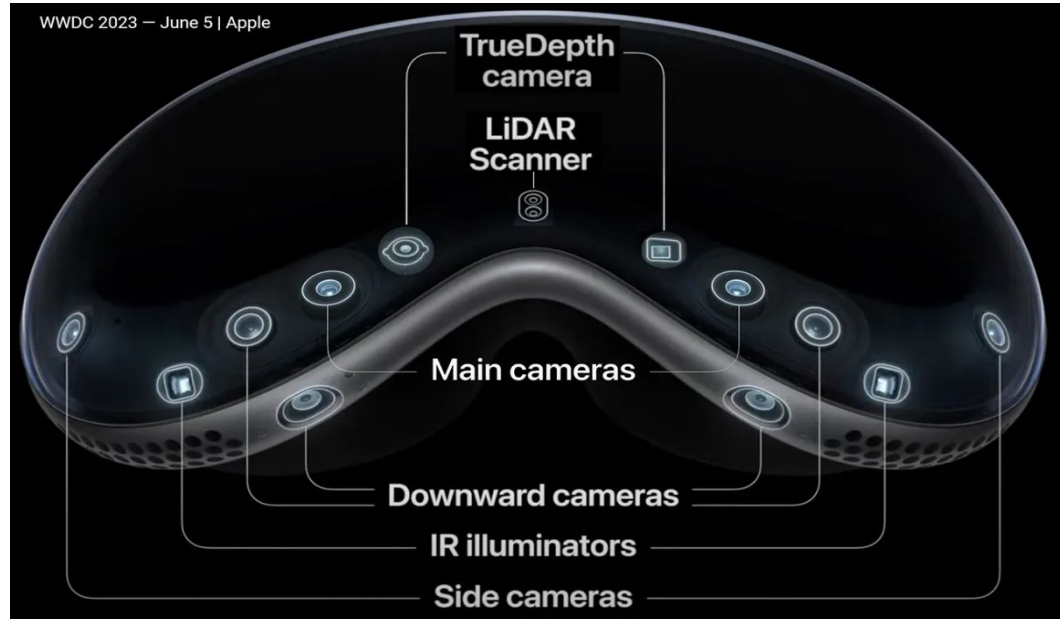 WWDC 2023 — June 5 | Apple
TrueDepth
camera
LiDAR
Scanner
Main cameras
Downward cameras
IR illuminators
Side cameras